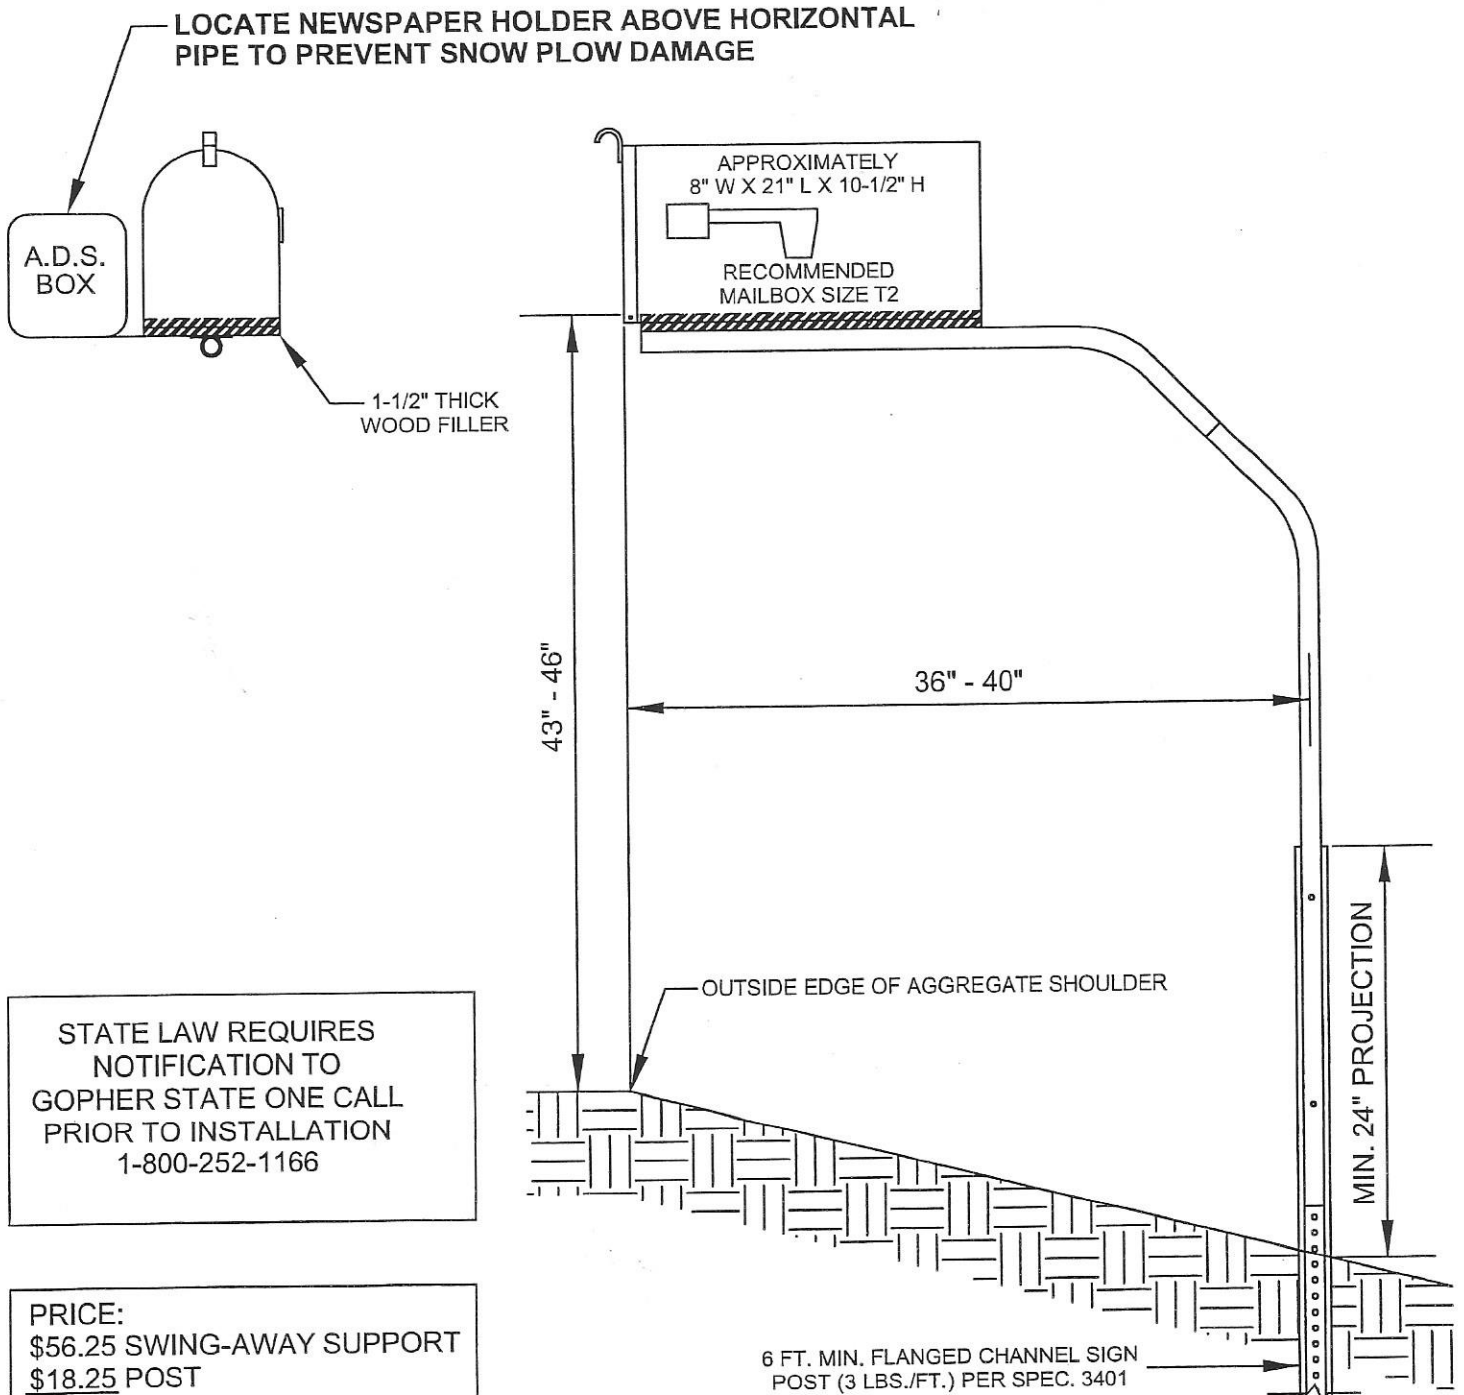 LOCATE NEWSPAPER HOLDER ABOVE HORIZONTAL
PIPE TO PREVENT SNOW PLOW DAMAGE
A.D.S.
BOX
1-1/2" THICK
WOOD FILLER
APPROXIMATELY
8" W X 21" L X 10-1/2" H
RECOMMENDED
MAILBOX SIZE T2
43" - 46"
36" - 40"
MIN. 24" PROJECTION
OUTSIDE EDGE OF AGGREGATE SHOULDER
STATE LAW REQUIRES
NOTIFICATION TO
GOPHER STATE ONE CALL
PRIOR TO INSTALLATION
1-800-252-1166
PRICE:
$56.25 SWING-AWAY SUPPORT
$18.25 POST
6 FT. MIN. FLANGED CHANNEL SIGN
POST (3 LBS./FT.) PER SPEC. 3401